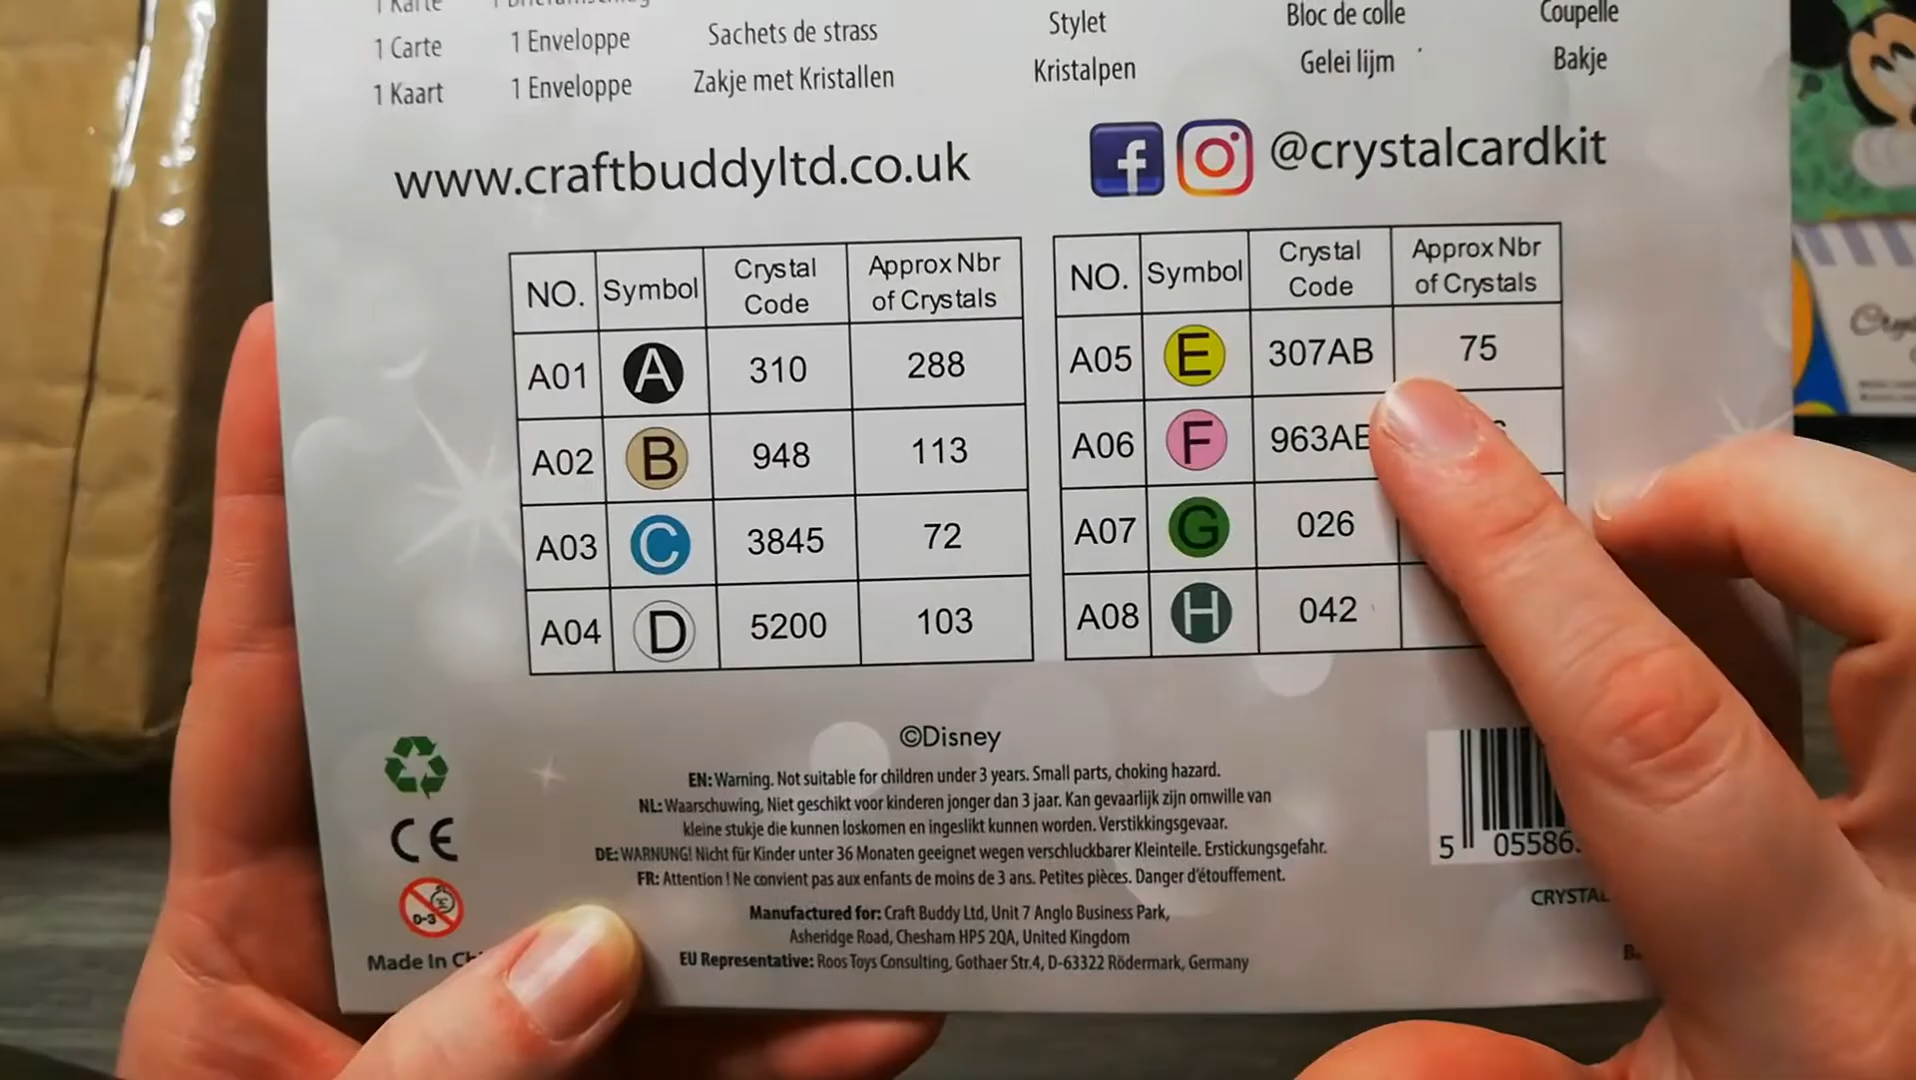 1 Karte
1 Carte 1 Enveloppe Sachets de strass Stylet Bloc de colle Coupelle
1 Kaart 1 Enveloppe Zakje met Kristallen Kristalpen Gelei lijm Bakje
www.craftbuddyltd.co.uk @crystalcardkit
NO. Symbol Crystal Code Approx Nbr of Crystals
A01 A 310 288
A02 B 948 113
A03 C 3845 72
A04 D 5200 103
NO. Symbol Crystal Code Approx Nbr of Crystals
A05 E 307AB 75
A06 F
A07 G 026
A08 H 042
©Disney
EN: Warning. Not suitable for children under 3 years. Small parts, choking hazard.
NL: Waarschuwing, Niet geschikt voor kinderen jonger dan 3 jaar. Kan gevaarlijk zijn omwille van
kleine stukje die kunnen loskomen en ingeslikt kunnen worden. Verstikkingsgevaar.
DE: WARNUNG! Nicht für Kinder unter 36 Monaten geeignet wegen verschluckbarer Kleinteile. Erstickungsgefahr.
FR: Attention ! Ne convient pas aux enfants de moins de 3 ans. Petites pièces. Danger d'étouffement.
Manufactured for: Craft Buddy Ltd, Unit 7 Anglo Business Park,
Asheridge Road, Chesham HP5 2QA, United Kingdom
EU Representative: Roos Toys Consulting, Gothaer Str.4, D-63322 Rödermark, Germany
CE
0-3
Made In
5 05586
CRYSTAL